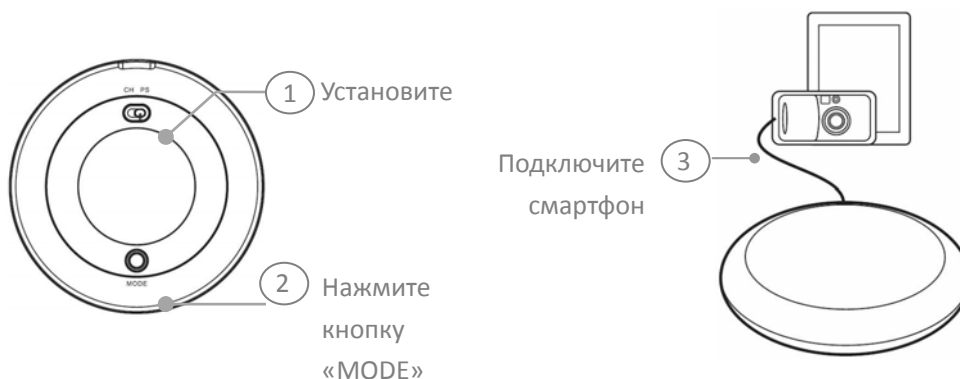 CH PS
1 Установите
MODE
2 Нажмите
кнопку
«MODE»
Подключите 3
смартфон